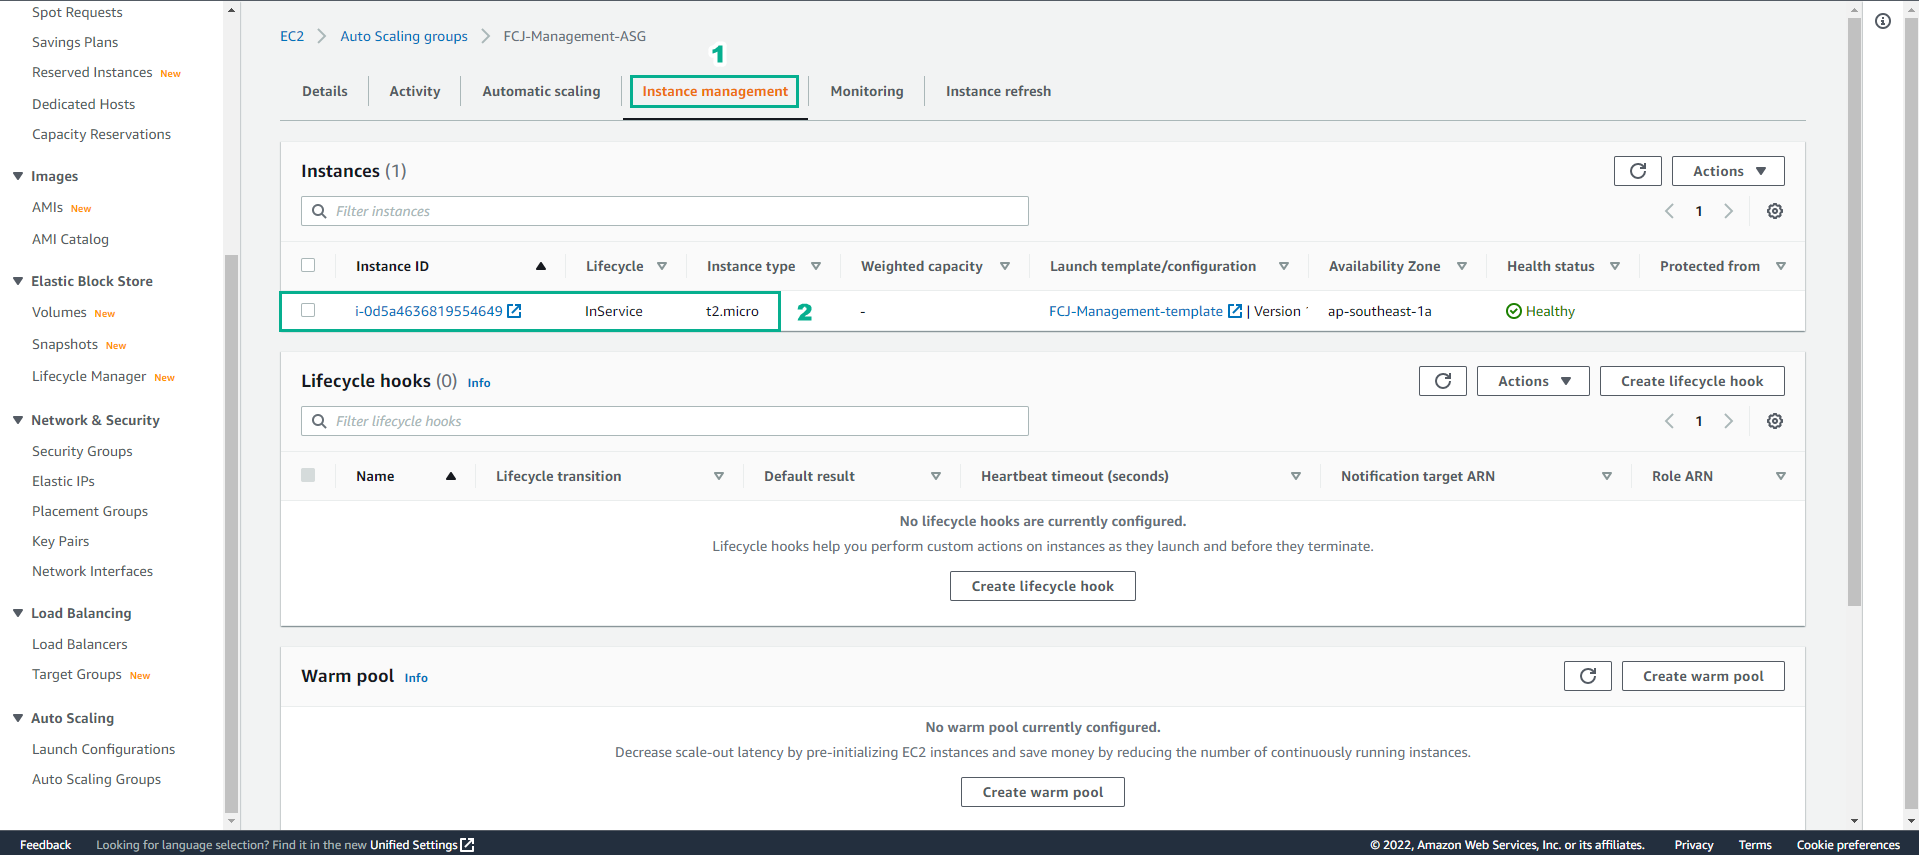 Spot Requests
Savings Plans
Reserved Instances New
Dedicated Hosts
Capacity Reservations
Images
AMIs New
AMI Catalog
Elastic Block Store
Volumes New
Snapshots New
Lifecycle Manager New
Network & Security
Security Groups
Elastic IPs
Placement Groups
Key Pairs
Network Interfaces
Load Balancing
Load Balancers
Target Groups New
Auto Scaling
Launch Configurations
Auto Scaling Groups
EC2 Auto Scaling groups FCJ-Management-ASG
1
Details Activity Automatic scaling Instance management Monitoring Instance refresh
Instances (1) Actions
Filter instances 1
Instance ID Lifecycle Instance type Weighted capacity Launch template/configuration Availability Zone Health status Protected from
i-0d5a4636819554649 InService t2.micro 2 - FCJ-Management-template | Version ap-southeast-1a Healthy
Lifecycle hooks (0) Info Actions Create lifecycle hook
Filter lifecycle hooks 1
Name Lifecycle transition Default result Heartbeat timeout (seconds) Notification target ARN Role ARN
No lifecycle hooks are currently configured.
Lifecycle hooks help you perform custom actions on instances as they launch and before they terminate.
Create lifecycle hook
Warm pool Info Create warm pool
No warm pool currently configured.
Decrease scale-out latency by pre-initializing EC2 instances and save money by reducing the number of continuously running instances.
Create warm pool
Feedback Looking for language selection? Find it in the new Unified Settings © 2022, Amazon Web Services, Inc. or its affiliates. Privacy Terms Cookie preferences